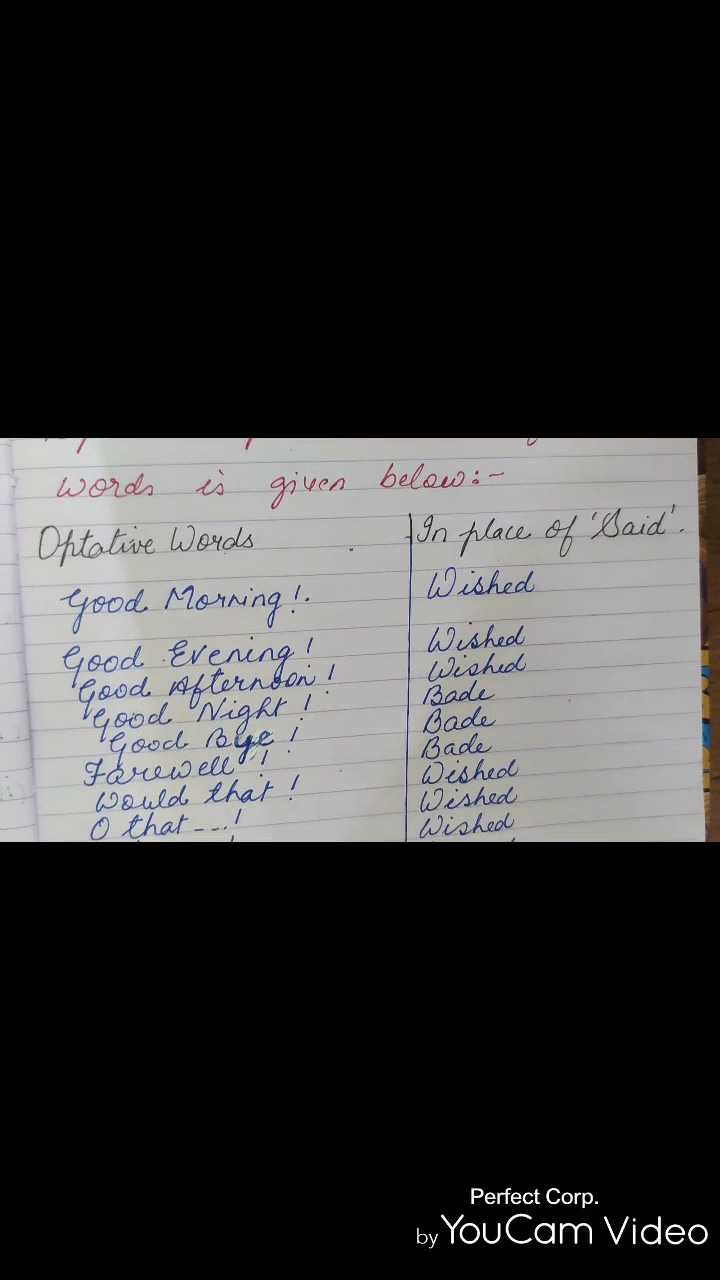 words is given below:-
Optative Words In place of 'Said'.
Good Morning!. Wished
Good Evening! Wished
Good Afternoon! Wished
Good Night! Bade
Good Bye! Bade
Farewell! Bade
Would that! Wished
O that ---! Wished
Wished
Perfect Corp.
by YouCam Video